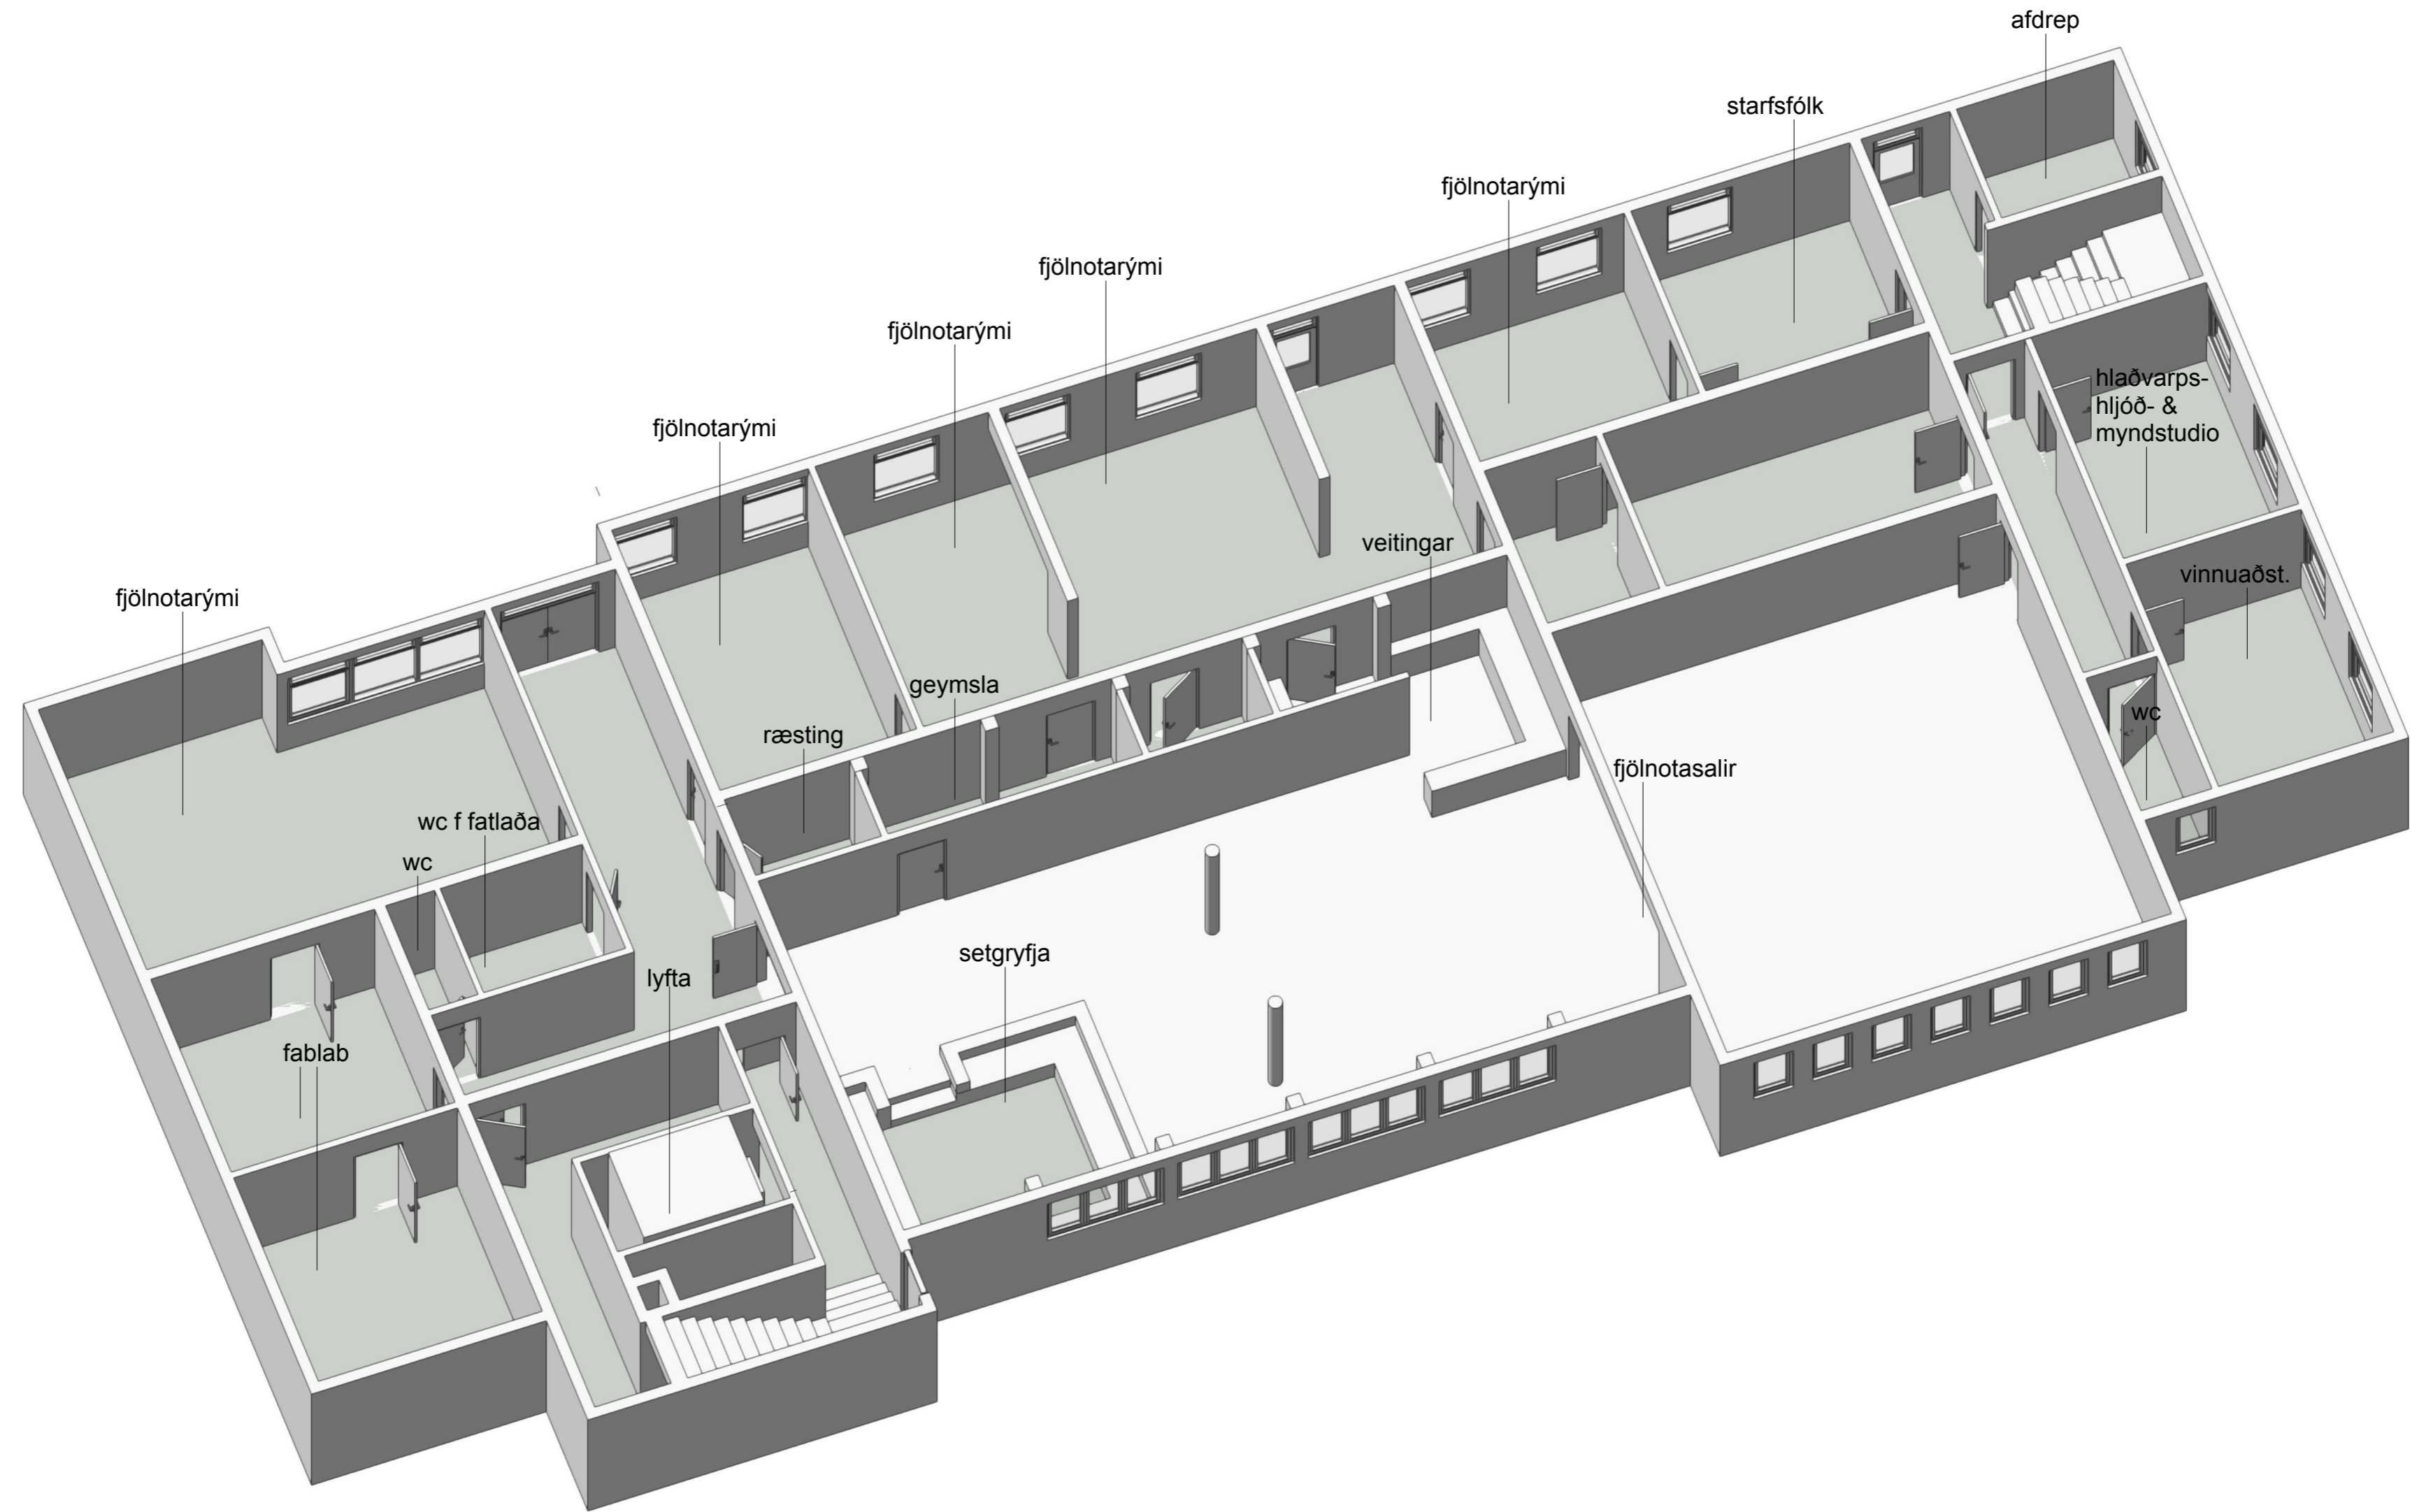 afdrep
starfsfólk
fjölnotarými
fjölnotarými
fjölnotarými
hlaðvarps-
hljóð- &
myndstudio
fjölnotarými
veitingar
vinnuaðst.
fjölnotarými
geymsla
wc
ræsting
fjölnotasalir
wc f fatlaða
wc
setgryfja
lyfta
fablab